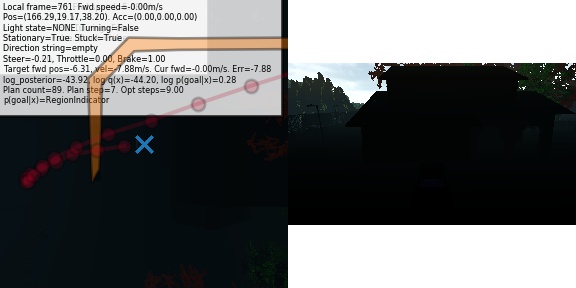 Local frame=761. Fwd speed=-0.00m/s
Pos=(166.29,19.17,38.20). Acc=(0.00,0.00,0.00)
Light state=NONE. Turning=False
Stationary=True. Stuck=True
Direction string=empty
Steer=-0.21, Throttle=0.00, Brake=1.00
Target fwd pos=-6.31, vel=-7.88m/s. Cur fwd=-0.00m/s. Err=-7.88
log_posterior=-43.92, log q(x)=-44.20, log p(goal|x)=0.28
Plan count=89. Plan step=7. Opt steps=9.00
p(goal|x)=RegionIndicator